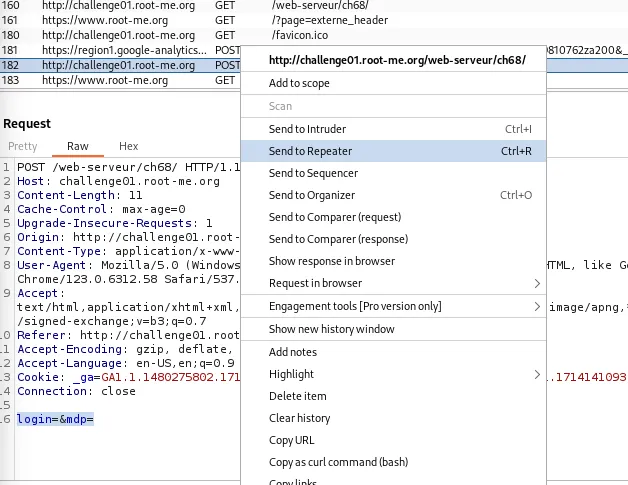 160 http://challenge01.root-me.org GET /web-serveur/ch68/
161 https://www.root-me.org GET /?page=externe_header
180 http://challenge01.root-me.org GET /favicon.ico
181 https://region1.google-analytics... POST 9810762za200&_
182 http://challenge01.root-me.org POST
183 https://www.root-me.org GET
http://challenge01.root-me.org/web-serveur/ch68/
Add to scope
Scan
Send to Intruder Ctrl+I
Send to Repeater Ctrl+R
Send to Sequencer
Send to Organizer Ctrl+O
Send to Comparer (request)
Send to Comparer (response)
Show response in browser
Request in browser
Engagement tools [Pro version only]
Show new history window
Add notes
Highlight
Delete item
Clear history
Copy URL
Copy as curl command (bash)
Copy links
Request
Pretty Raw Hex
1 POST /web-serveur/ch68/ HTTP/1.1
2 Host: challenge01.root-me.org
3 Content-Length: 11
4 Cache-Control: max-age=0
5 Upgrade-Insecure-Requests: 1
6 Origin: http://challenge01.root-
7 Content-Type: application/x-www-
8 User-Agent: Mozilla/5.0 (Windows HTML, like Ge
Chrome/123.0.6312.58 Safari/537.
9 Accept:
text/html,application/xhtml+xml, image/apng,
/signed-exchange;v=b3;q=0.7
10 Referer: http://challenge01.root
11 Accept-Encoding: gzip, deflate,
12 Accept-Language: en-US,en;q=0.9
13 Cookie: _ga=GA1.1.1480275802.171 .1714141093
14 Connection: close
15
16 login=&mdp=